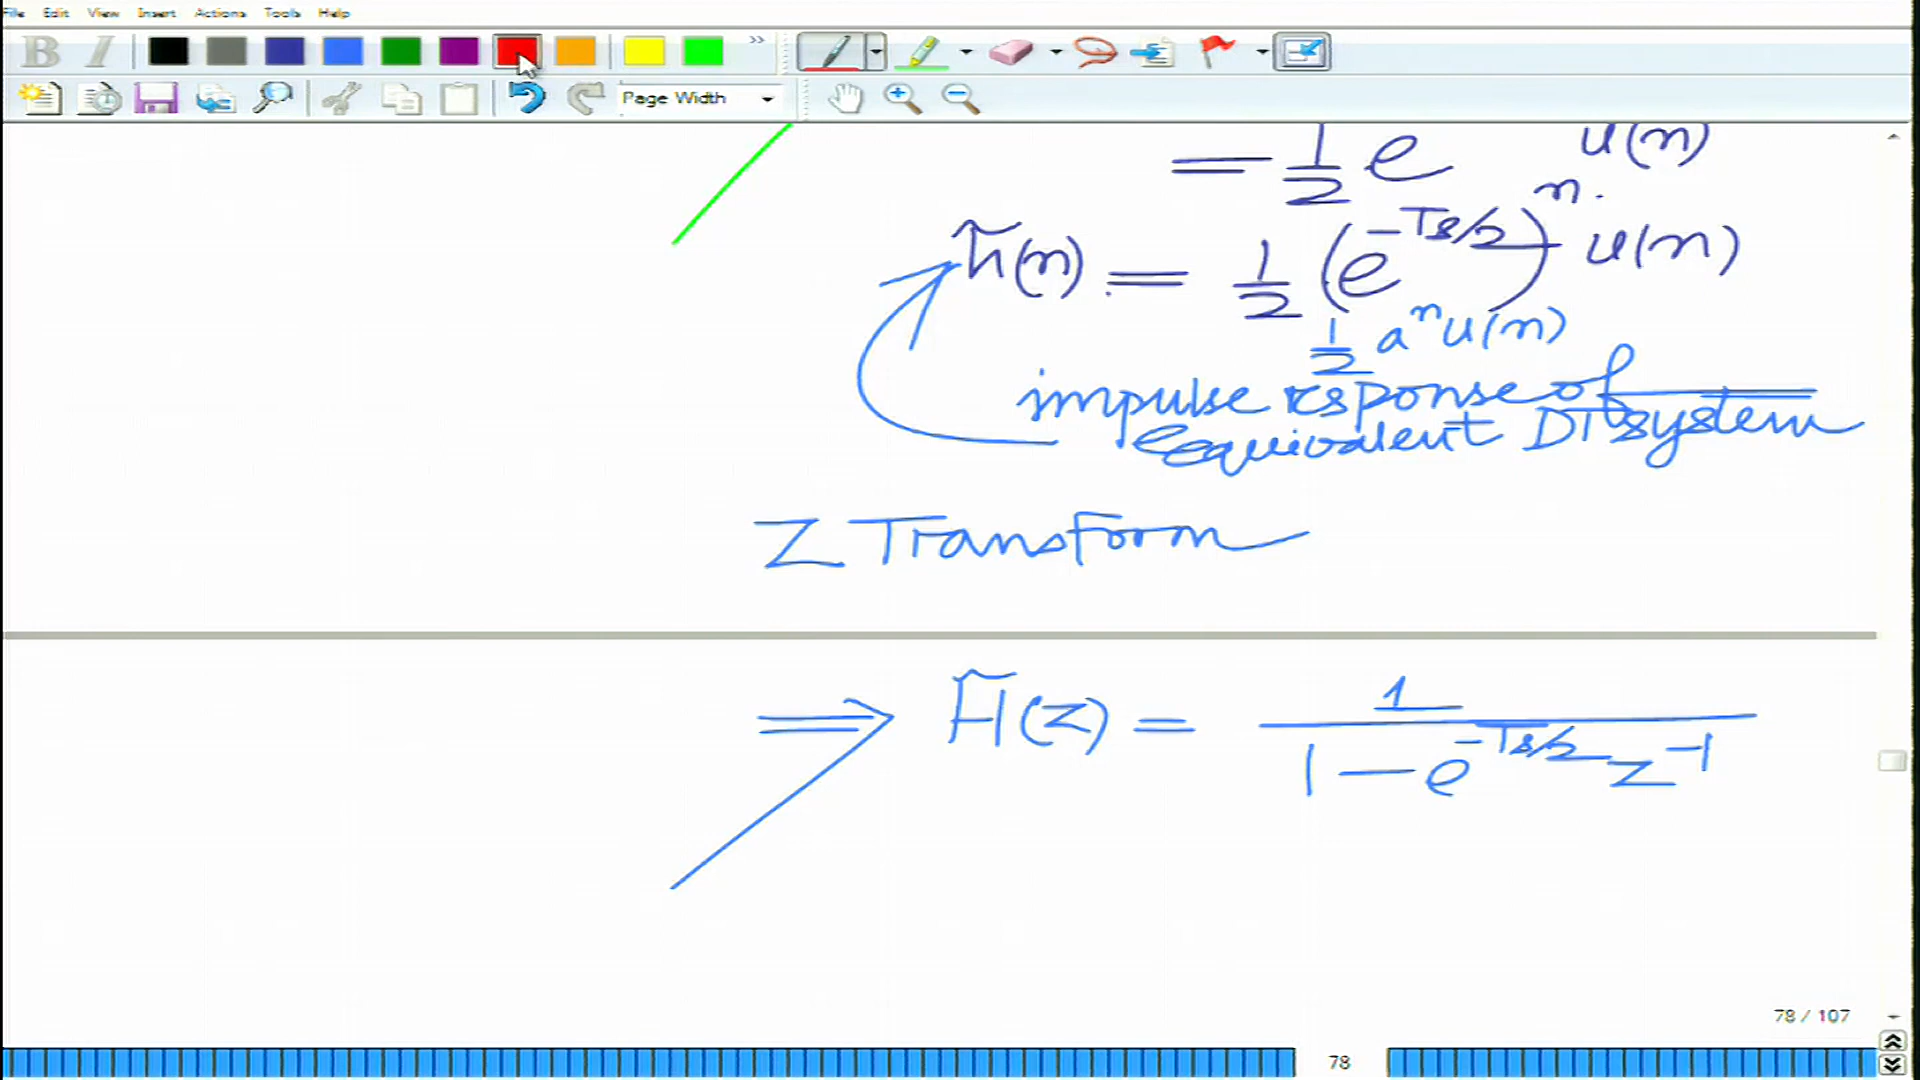 File Edit View Insert Actions Tools Help
B I
Page Width
= 1/2 e u(n)
h̃(n) = 1/2 (e^{-Ts/2})^n u(n)
1/2 a^n u(n)
impulse response of
equivalent DT system
Z Transform
⇒ H̃(z) = 1 / (1 - e^{-Ts/2} z^{-1})
78 / 107
78